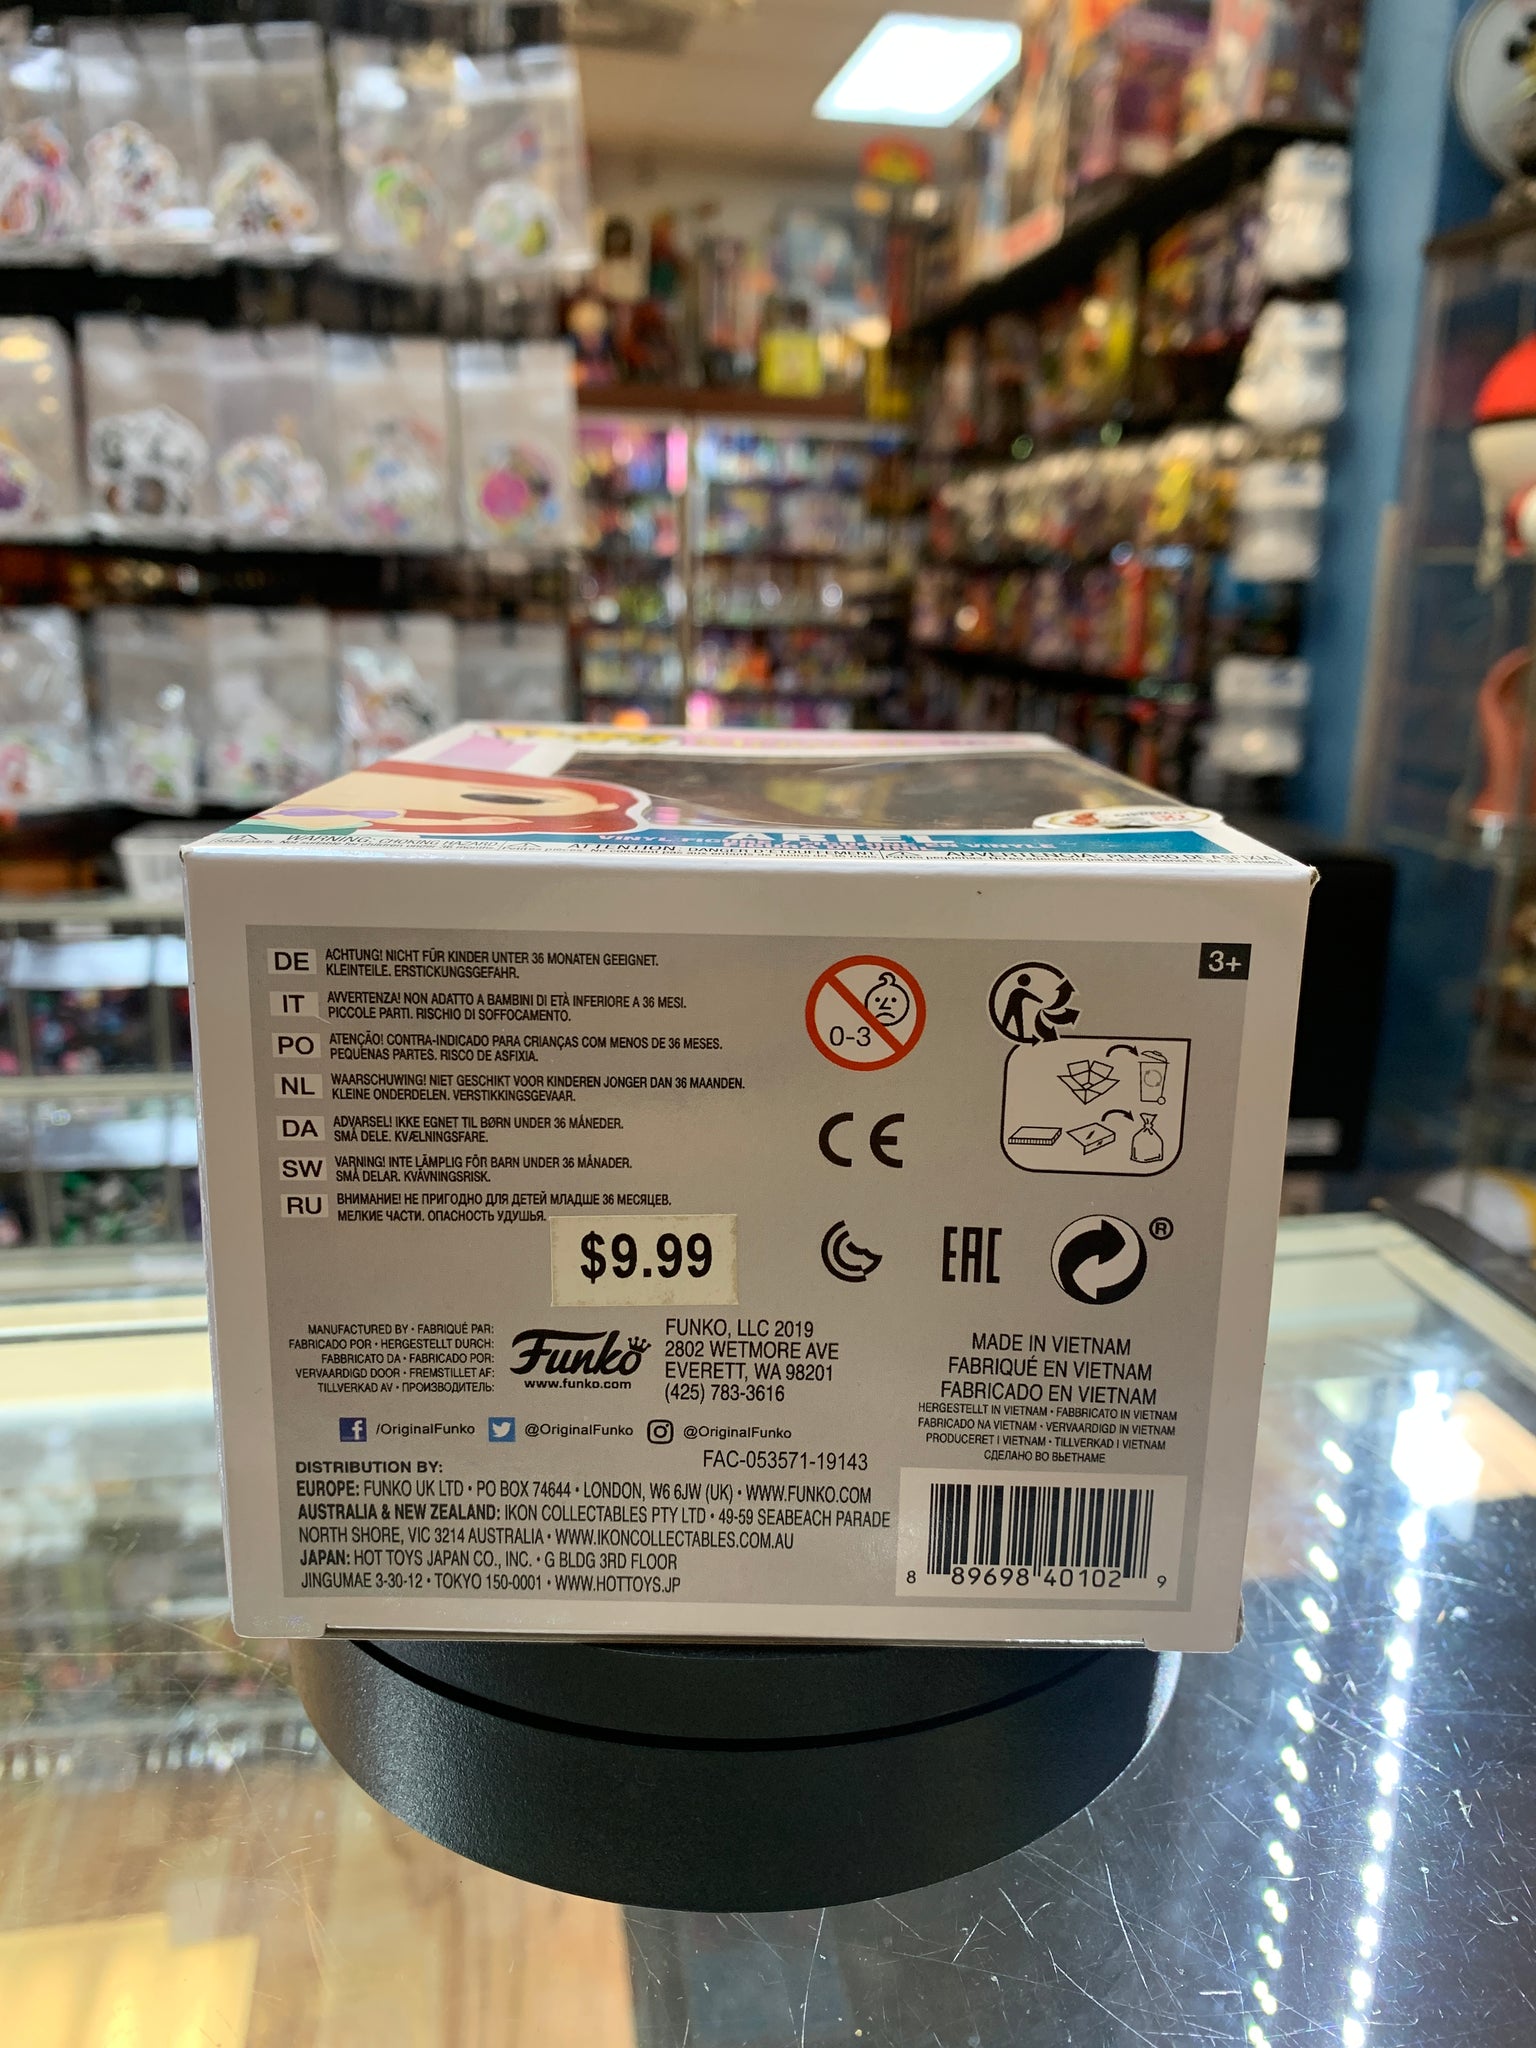 ARIEL
WARNING: CHOKING HAZARD
ATTENTION: DANGER D'ÉTOUFFEMENT
ADVERTENCIA: PELIGRO DE ASFIXIA
DE ACHTUNG! NICHT FÜR KINDER UNTER 36 MONATEN GEEIGNET.
KLEINTEILE. ERSTICKUNGSGEFAHR.
IT AVVERTENZA! NON ADATTO A BAMBINI DI ETÀ INFERIORE A 36 MESI.
PICCOLE PARTI. RISCHIO DI SOFFOCAMENTO.
PO ATENÇÃO! CONTRA-INDICADO PARA CRIANÇAS COM MENOS DE 36 MESES.
PEQUENAS PARTES. RISCO DE ASFIXIA.
NL WAARSCHUWING! NIET GESCHIKT VOOR KINDEREN JONGER DAN 36 MAANDEN.
KLEINE ONDERDELEN. VERSTIKKINGSGEVAAR.
DA ADVARSEL! IKKE EGNET TIL BØRN UNDER 36 MÅNEDER.
SMÅ DELE. KVÆLNINGSFARE.
SW VARNING! INTE LÄMPLIG FÖR BARN UNDER 36 MÅNADER.
SMÅ DELAR. KVÄVNINGSRISK.
RU ВНИМАНИЕ! НЕ ПРИГОДНО ДЛЯ ДЕТЕЙ МЛАДШЕ 36 МЕСЯЦЕВ.
МЕЛКИЕ ЧАСТИ. ОПАСНОСТЬ УДУШЬЯ.
3+
0-3
CE
EAC
®
$9.99
MANUFACTURED BY • FABRIQUÉ PAR:
FABRICADO POR • HERGESTELLT DURCH:
FABBRICATO DA • FABRICADO POR:
VERVAARDIGD DOOR • FREMSTILLET AF:
TILLVERKAD AV • ПРОИЗВОДИТЕЛЬ:
Funko
www.funko.com
FUNKO, LLC 2019
2802 WETMORE AVE
EVERETT, WA 98201
(425) 783-3616
MADE IN VIETNAM
FABRIQUÉ EN VIETNAM
FABRICADO EN VIETNAM
HERGESTELLT IN VIETNAM • FABBRICATO IN VIETNAM
FABRICADO NA VIETNAM • VERVAARDIGD IN VIETNAM
PRODUCERET I VIETNAM • TILLVERKAD I VIETNAM
СДЕЛАНО ВО ВЬЕТНАМЕ
/OriginalFunko @OriginalFunko @OriginalFunko
FAC-053571-19143
DISTRIBUTION BY:
EUROPE: FUNKO UK LTD • PO BOX 74644 • LONDON, W6 6JW (UK) • WWW.FUNKO.COM
AUSTRALIA & NEW ZEALAND: IKON COLLECTABLES PTY LTD • 49-59 SEABEACH PARADE
NORTH SHORE, VIC 3214 AUSTRALIA • WWW.IKONCOLLECTABLES.COM.AU
JAPAN: HOT TOYS JAPAN CO., INC. • G BLDG 3RD FLOOR
JINGUMAE 3-30-12 • TOKYO 150-0001 • WWW.HOTTOYS.JP
8 89698 40102 9